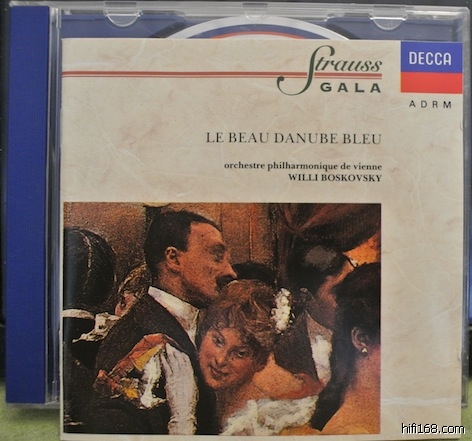 Strauss
GALA
DECCA
ADRM
LE BEAU DANUBE BLEU
orchestre philharmonique de vienne
WILLI BOSKOVSKY
hifi168.com